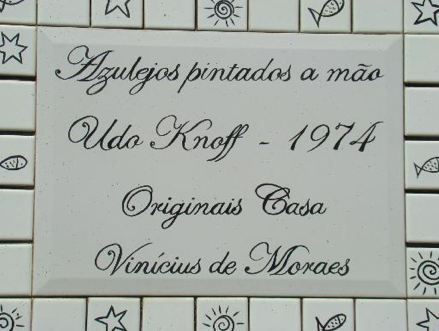 Azulejos pintados a mão
Udo Knoff - 1974
Originais Casa
Vinícius de Moraes